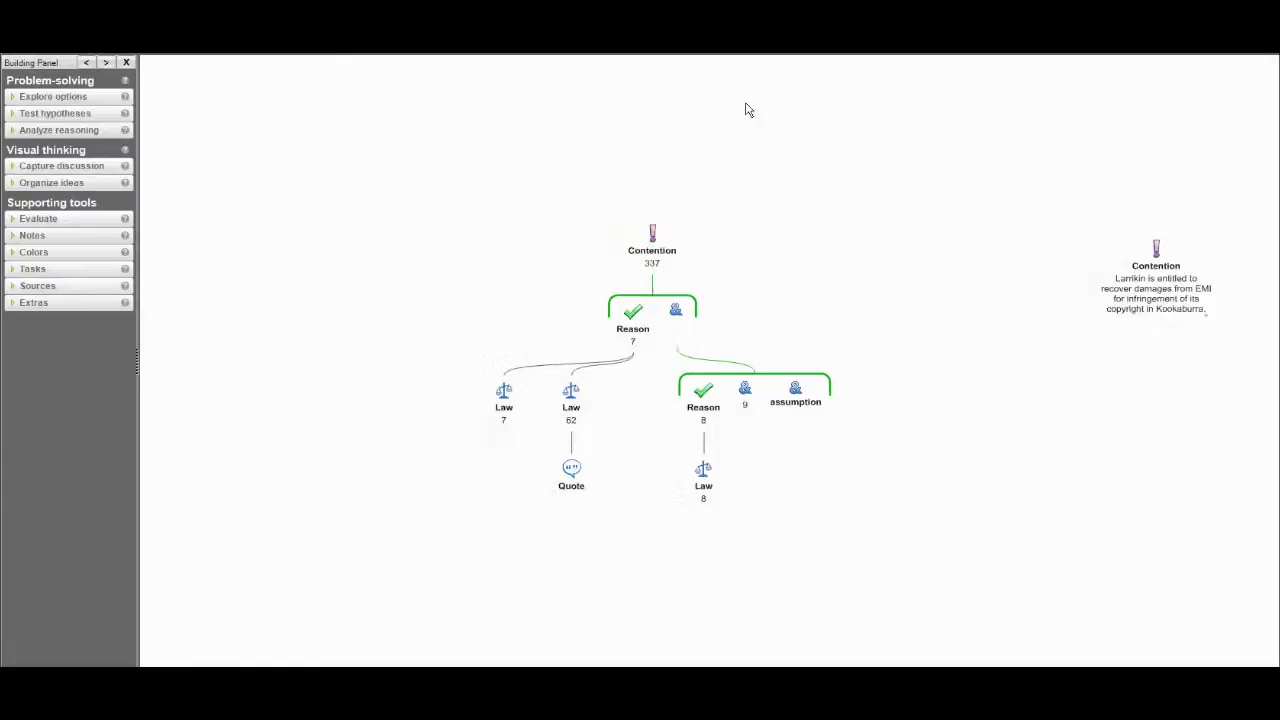 Building Panel < > X
Problem-solving ?
Explore options ?
Test hypotheses ?
Analyze reasoning ?
Visual thinking ?
Capture discussion ?
Organize ideas ?
Supporting tools
Evaluate ?
Notes ?
Colors ?
Tasks ?
Sources ?
Extras ?
Contention
337
Reason
7
Law
7
Law
62
Quote
Reason
8
9
assumption
Law
8
Contention
Larrikin is entitled to
recover damages from EMI
for infringement of its
copyright in Kookaburra.